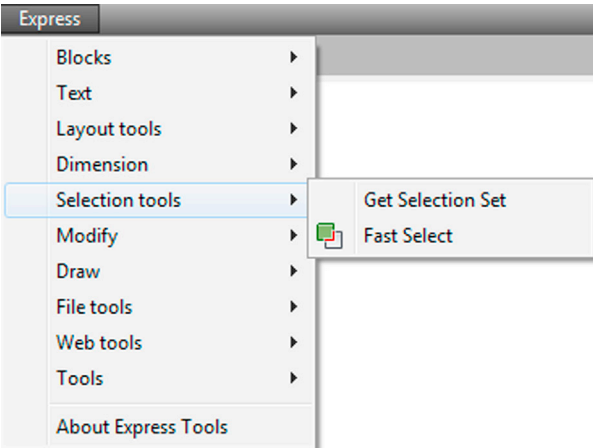 Express
Blocks
Text
Layout tools
Dimension
Selection tools
Get Selection Set
Modify
Fast Select
Draw
File tools
Web tools
Tools
About Express Tools